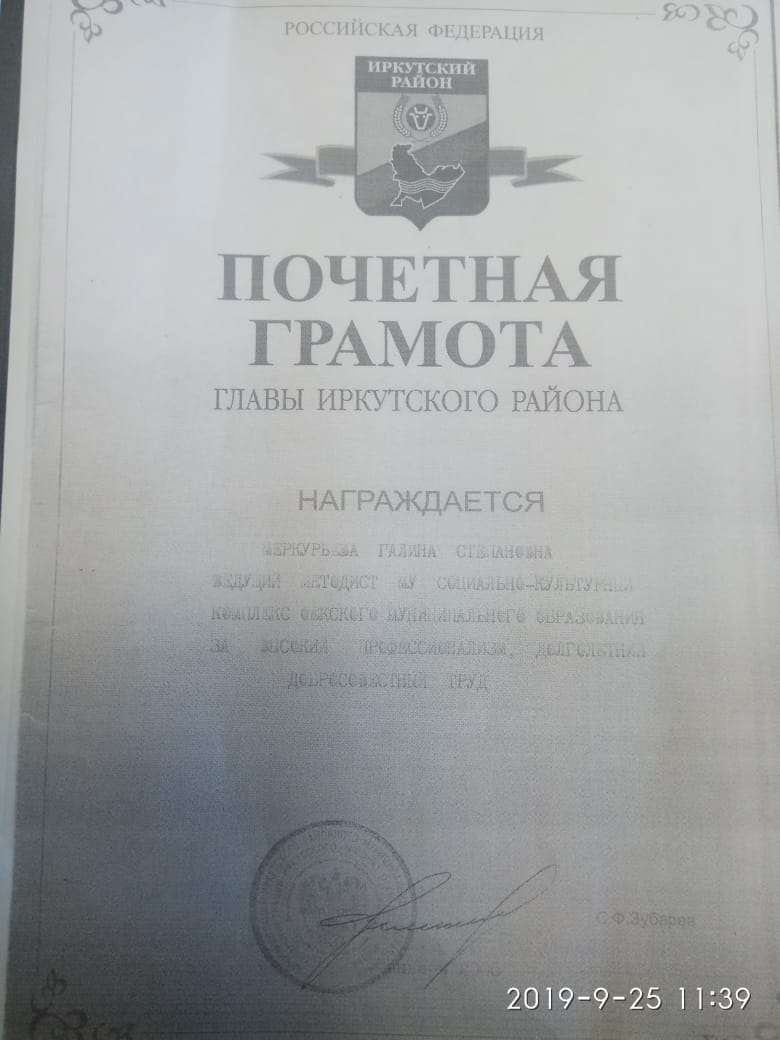 РОССИЙСКАЯ ФЕДЕРАЦИЯ
ИРКУТСКИЙ
РАЙОН
ПОЧЕТНАЯ
ГРАМОТА
ГЛАВЫ ИРКУТСКОГО РАЙОНА
НАГРАЖДАЕТСЯ
МЕРКУРЬЕВА ГАЛИНА СТЕПАНОВНА
ВЕДУЩИЙ МЕТОДИСТ МУ СОЦИАЛЬНО-КУЛЬТУРНЫЙ
КОМПЛЕКС ОЕКСКОГО МУНИЦИПАЛЬНОГО ОБРАЗОВАНИЯ
ЗА ВЫСОКИЙ ПРОФЕССИОНАЛИЗМ, ДОЛГОЛЕТНИЙ
ДОБРОСОВЕСТНЫЙ ТРУД
С.Ф.Зубарев
2019-9-25 11:39